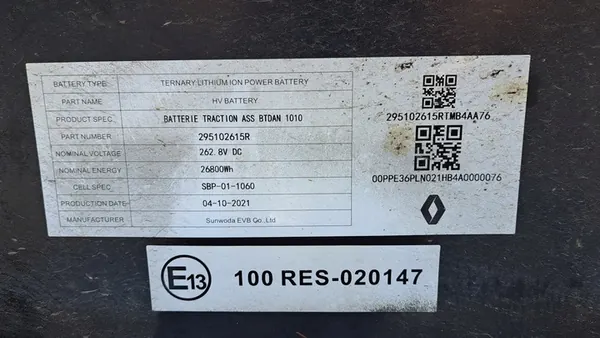 BATTERY TYPE TERNARY LITHIUM ION POWER BATTERY
PART NAME HV BATTERY
PRODUCT SPEC BATTERIE TRACTION ASS BTDAN 1010
PART NUMBER 295102615R
NOMINAL VOLTAGE 262.8V DC
NOMINAL ENERGY 26800Wh
CELL SPEC SBP-01-1060
PRODUCTION DATE 04-10-2021
MANUFACTURER Sunwoda EVB Co.,Ltd
295102615RTMB4AA76
00PPE36PLN021HB4A0000076
E13 100 RES-020147